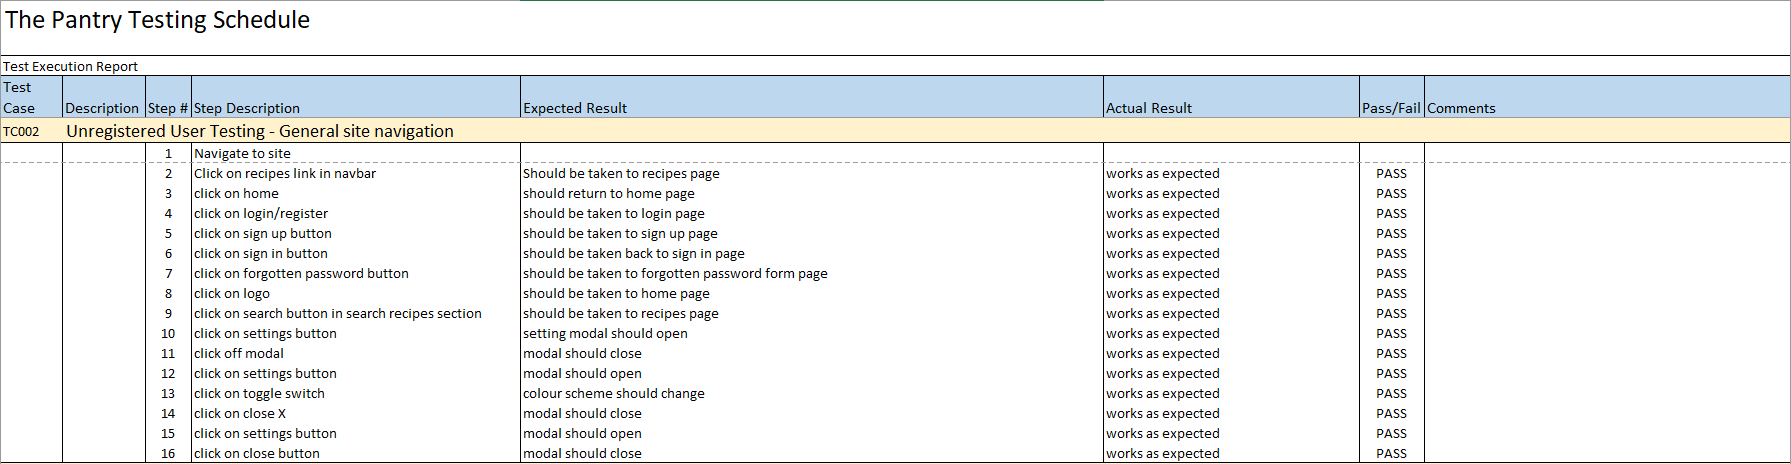 The Pantry Testing Schedule
Test Execution Report
Test Case Description Step # Step Description Expected Result Actual Result Pass/Fail Comments
TC002 Unregistered User Testing - General site navigation
1 Navigate to site
2 Click on recipes link in navbar Should be taken to recipes page works as expected PASS
3 click on home should return to home page works as expected PASS
4 click on login/register should be taken to login page works as expected PASS
5 click on sign up button should be taken to sign up page works as expected PASS
6 click on sign in button should be taken back to sign in page works as expected PASS
7 click on forgotten password button should be taken to forgotten password form page works as expected PASS
8 click on logo should be taken to home page works as expected PASS
9 click on search button in search recipes section should be taken to recipes page works as expected PASS
10 click on settings button setting modal should open works as expected PASS
11 click off modal modal should close works as expected PASS
12 click on settings button modal should open works as expected PASS
13 click on toggle switch colour scheme should change works as expected PASS
14 click on close X modal should close works as expected PASS
15 click on settings button modal should open works as expected PASS
16 click on close button modal should close works as expected PASS